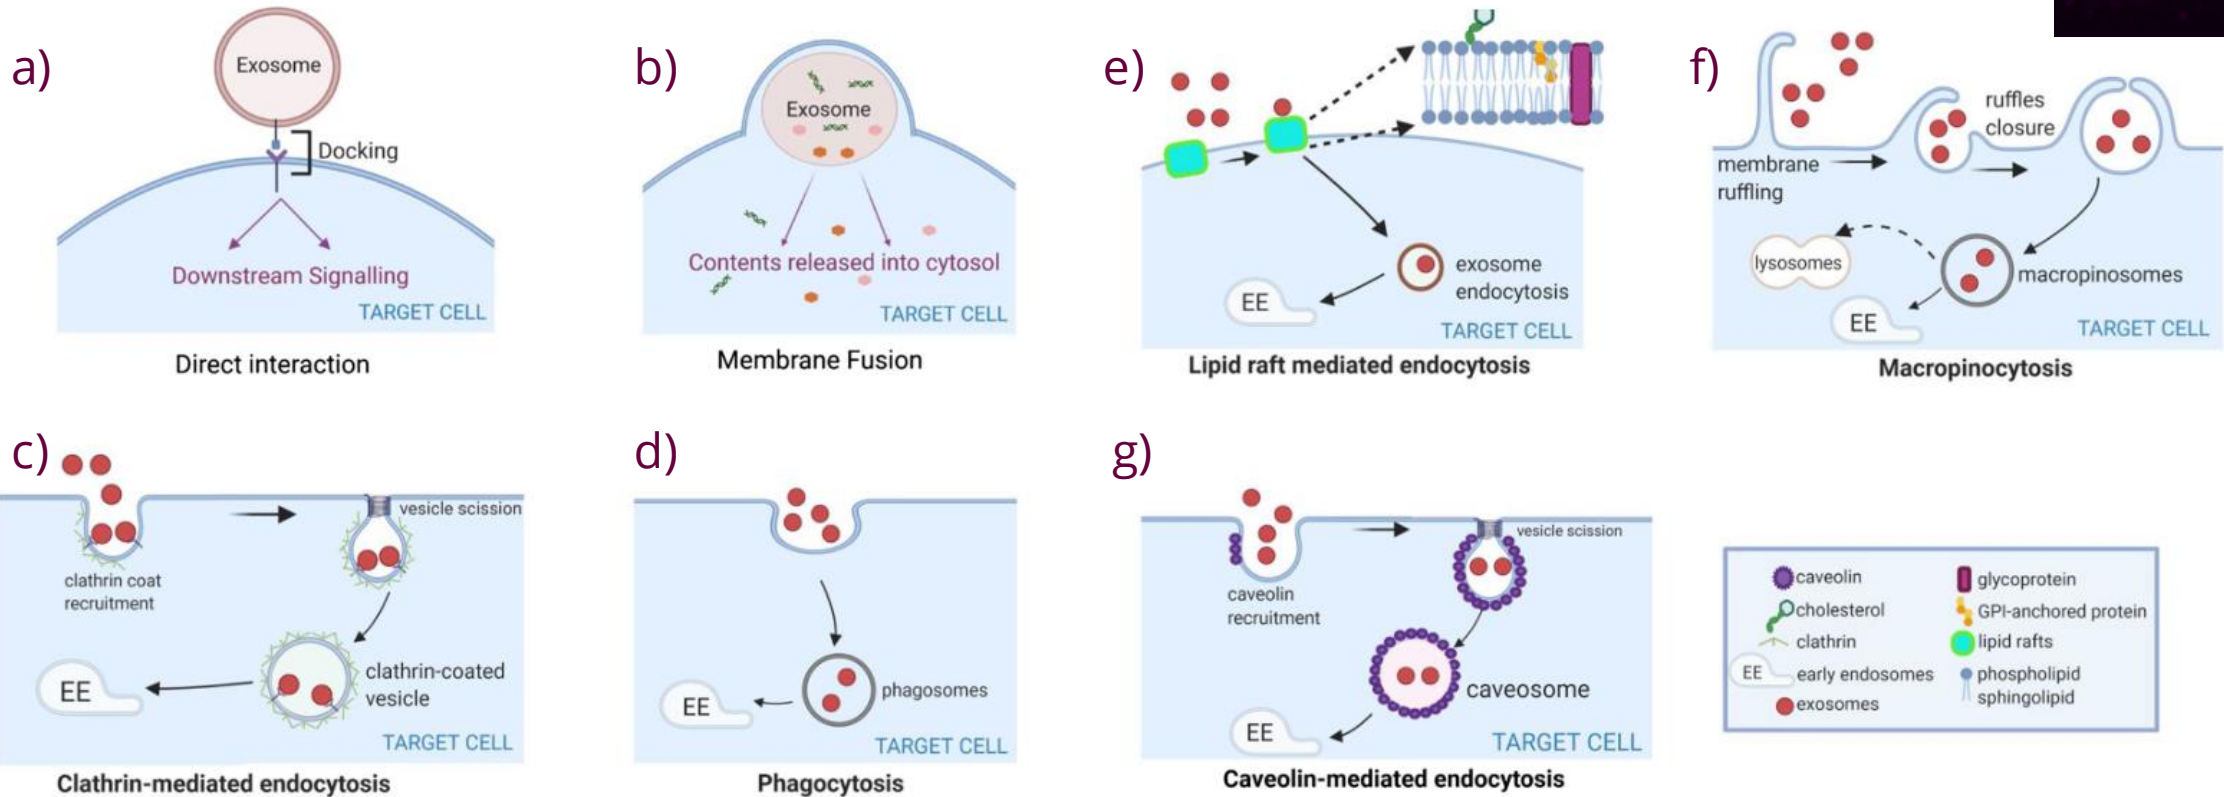 a)
Exosome
Docking
Downstream Signalling
TARGET CELL
Direct interaction
b)
Exosome
Contents released into cytosol
TARGET CELL
Membrane Fusion
e)
exosome
endocytosis
EE
TARGET CELL
Lipid raft mediated endocytosis
f)
ruffles
closure
membrane
ruffling
lysosomes
macropinosomes
EE
TARGET CELL
Macropinocytosis
c)
vesicle scission
clathrin coat
recruitment
clathrin-coated
vesicle
EE
TARGET CELL
Clathrin-mediated endocytosis
d)
phagosomes
EE
TARGET CELL
Phagocytosis
g)
vesicle scission
caveolin
recruitment
caveosome
EE
TARGET CELL
Caveolin-mediated endocytosis
caveolin
cholesterol
clathrin
EE early endosomes
exosomes
glycoprotein
GPI-anchored protein
lipid rafts
phospholipid
sphingolipid